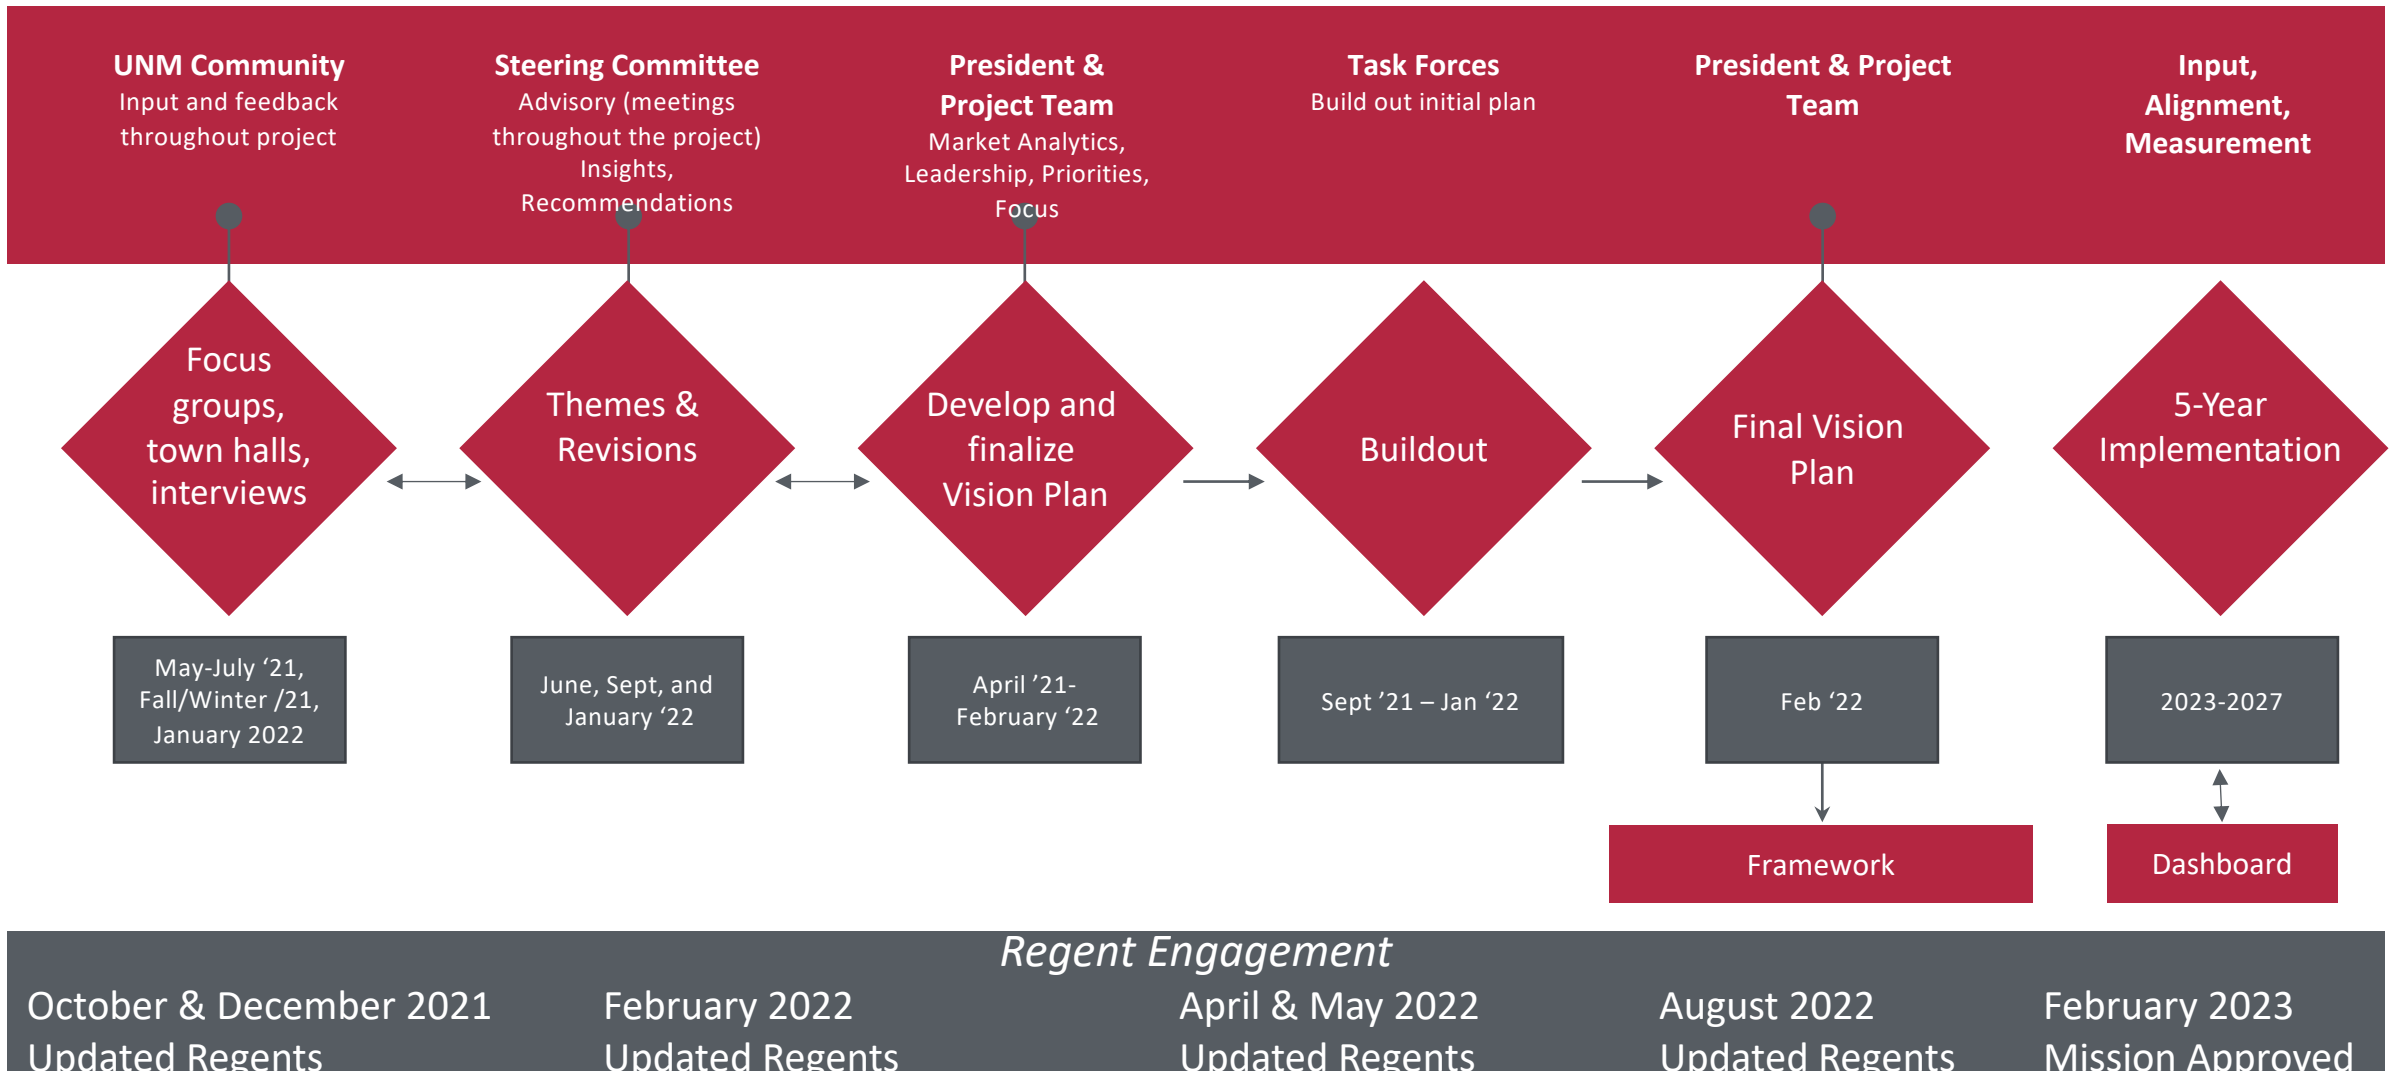 UNM Community
Input and feedback
throughout project
Steering Committee
Advisory (meetings
throughout the project)
Insights,
Recommendations
President &
Project Team
Market Analytics,
Leadership, Priorities,
Focus
Task Forces
Build out initial plan
President & Project
Team
Input,
Alignment,
Measurement
Focus
groups,
town halls,
interviews
Themes &
Revisions
Develop and
finalize
Vision Plan
Buildout
Final Vision
Plan
5-Year
Implementation
May-July ‘21,
Fall/Winter /21,
January 2022
June, Sept, and
January ‘22
April ’21-
February ‘22
Sept ’21 – Jan ‘22
Feb ‘22
2023-2027
Framework
Dashboard
Regent Engagement
October & December 2021
Updated Regents
February 2022
Updated Regents
April & May 2022
Updated Regents
August 2022
Updated Regents
February 2023
Mission Approved